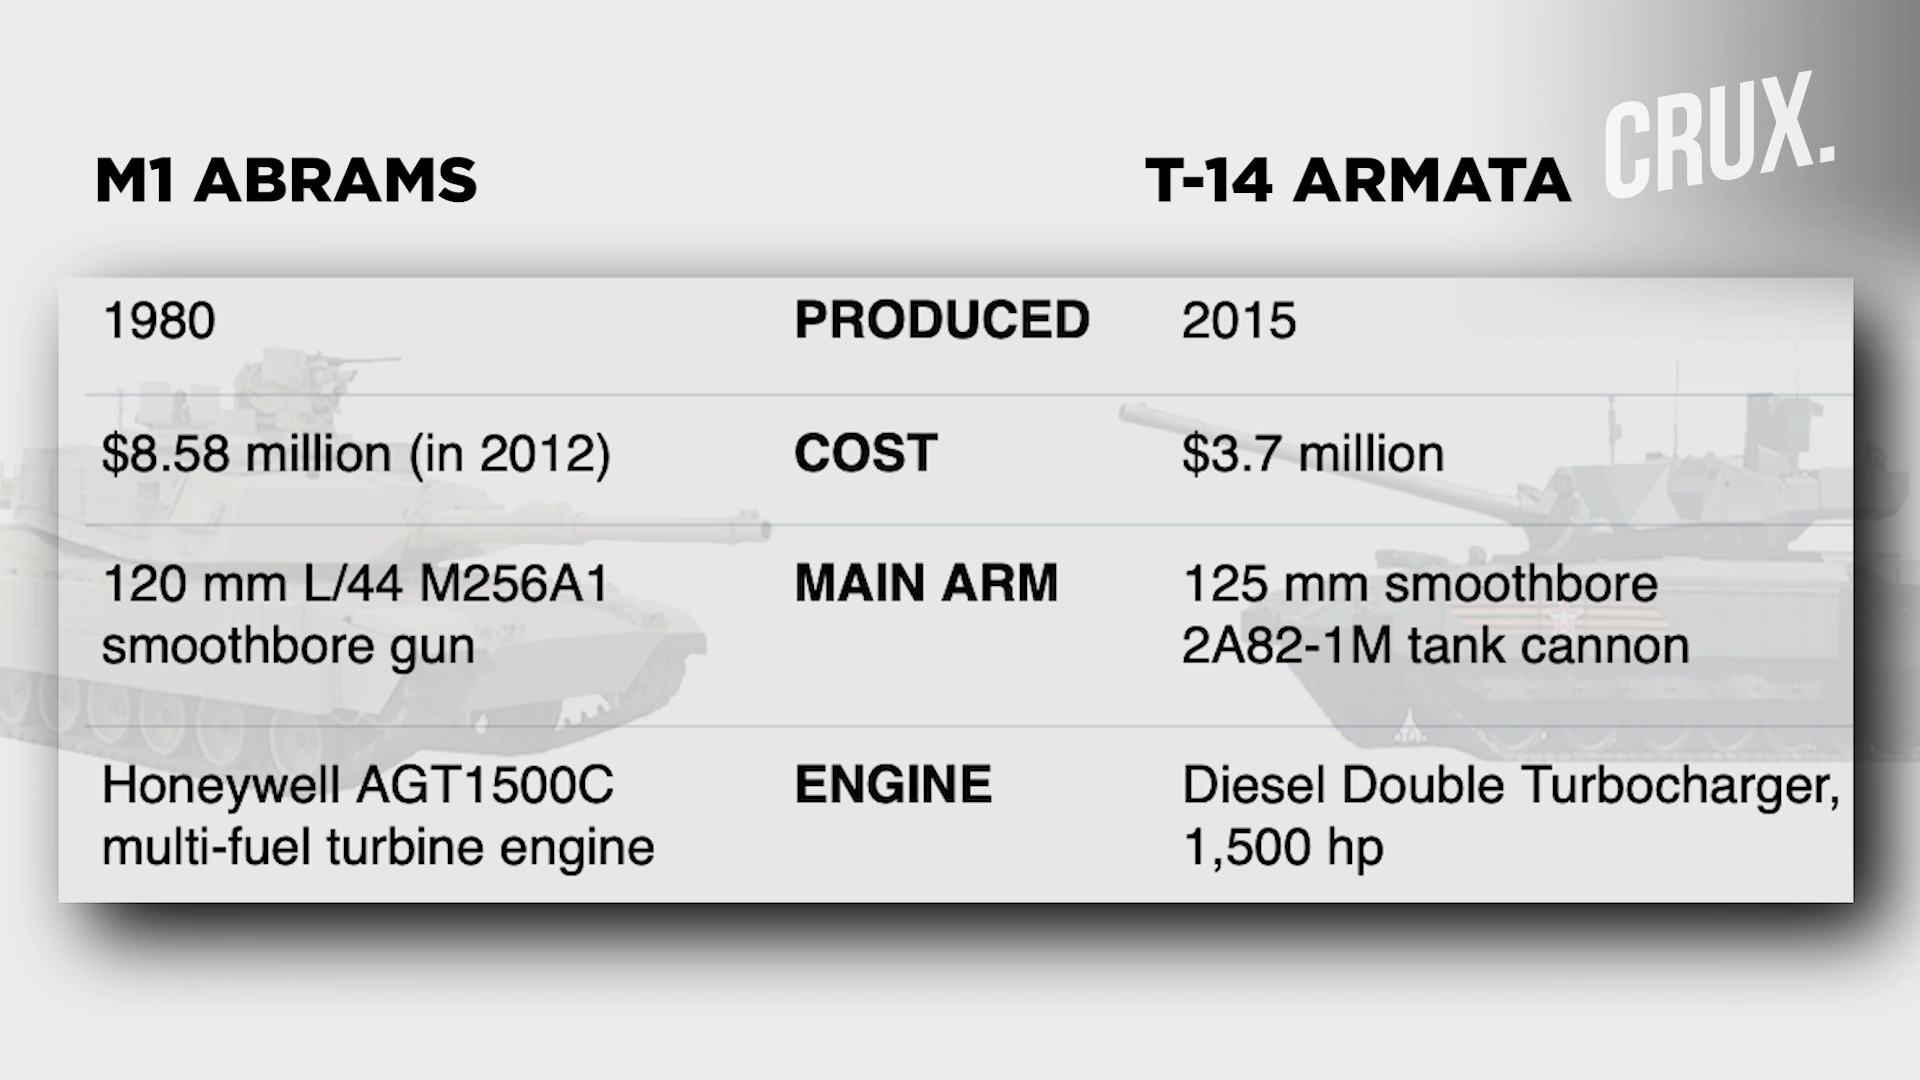 CRUX.
M1 ABRAMS
T-14 ARMATA
1980
PRODUCED
2015
$8.58 million (in 2012)
COST
$3.7 million
120 mm L/44 M256A1
smoothbore gun
MAIN ARM
125 mm smoothbore
2A82-1M tank cannon
Honeywell AGT1500C
multi-fuel turbine engine
ENGINE
Diesel Double Turbocharger,
1,500 hp